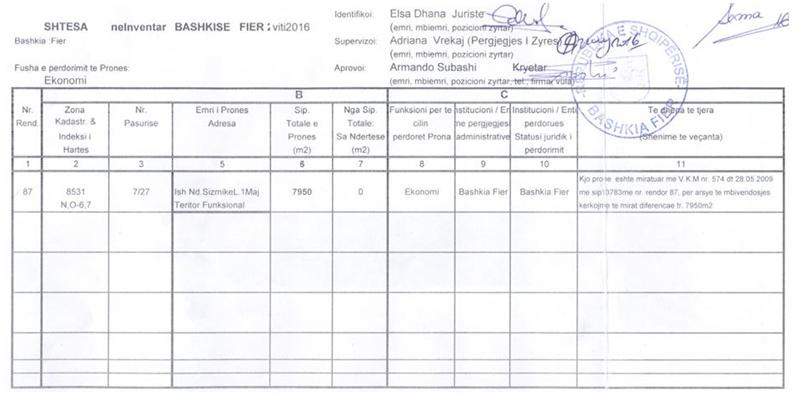 SHTESA neInventar BASHKISE FIER : viti2016
Bashkia :Fier
Fusha e perdorimit te Prones:
Ekonomi
Identifikoi: Elsa Dhana Juriste
(emri, mbiemri, pozicioni zyrtar)
Supervizoi: Adriana Vrekaj (Pergjegjes I Zyres)
(emri, mbiemri, pozicioni zyrtar)
Aprovoi: Armando Subashi Kryetar
(emri, mbiemri, pozicioni zyrtar, tel., firma, vula)
REPUBLIKA E SHQIPERISE
BASHKIA FIER
B C
Nr. Rend.
Zona Kadastr. & Indeksi i Hartes
Nr. Pasurise
Emri i Prones Adresa
Sip. Totale e Prones (m2)
Nga Sip. Totale: Sa Ndertese (m2)
Funksioni per te cilin perdoret Prona
Institucioni / Ent me pergjegjesi administrative
Institucioni / Enti perdorues Statusi juridik i perdorimit
Te dhena te tjera (Shenime te veçanta)
1 2 3 5 6 7 8 9 10 11
87
8531
N,O-6,7
7/27
Ish Nd.SizmikeL.1Maj
Teritor Funksional
7950
0
Ekonomi
Bashkia Fier
Bashkia Fier
Kjo prone eshte miratuar me V.K.M nr. 574 dt 28.05.2009
me sip13783me nr. rendor 87, per arsye te mbivendosjes
kerkojme te mirat diferencae tr. 7950m2